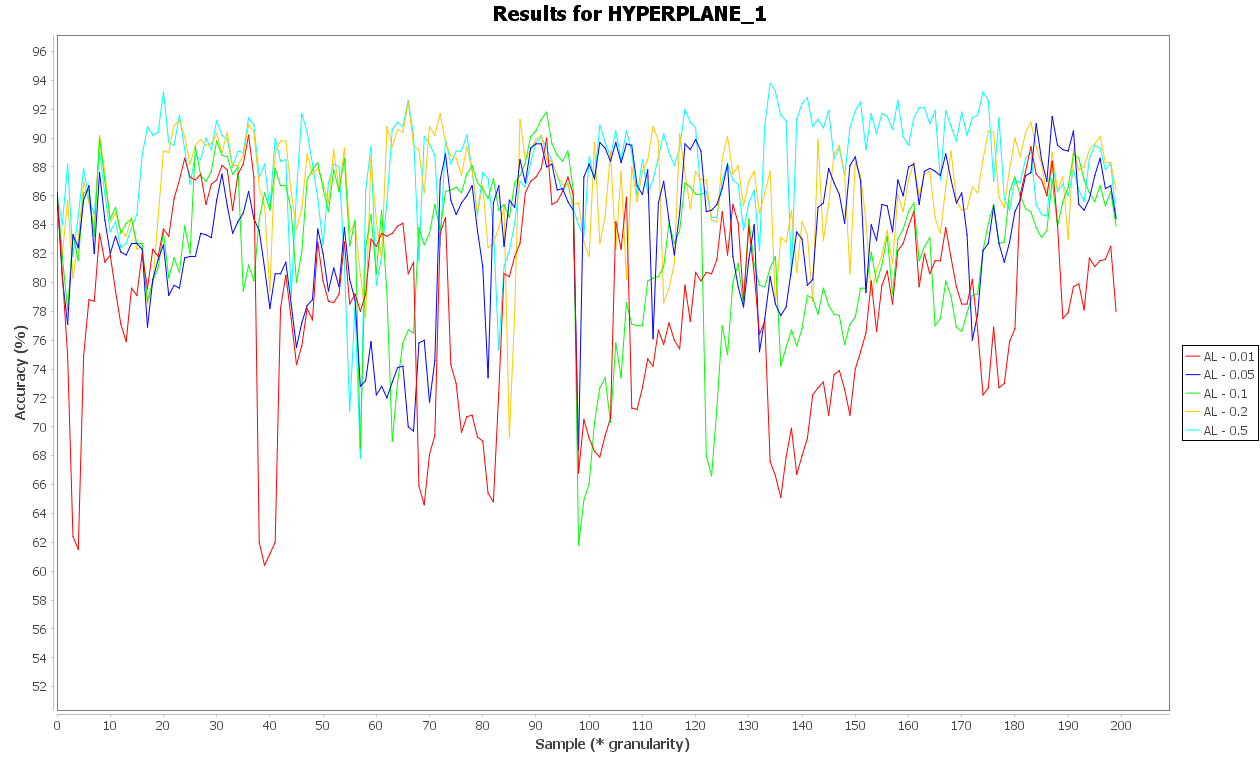 Results for HYPERPLANE_1
Accuracy (%)
96
94
92
90
88
86
84
82
80
78
76
74
72
70
68
66
64
62
60
58
56
54
52
0 10 20 30 40 50 60 70 80 90 100 110 120 130 140 150 160 170 180 190 200
Sample (* granularity)
AL - 0.01
AL - 0.05
AL - 0.1
AL - 0.2
AL - 0.5